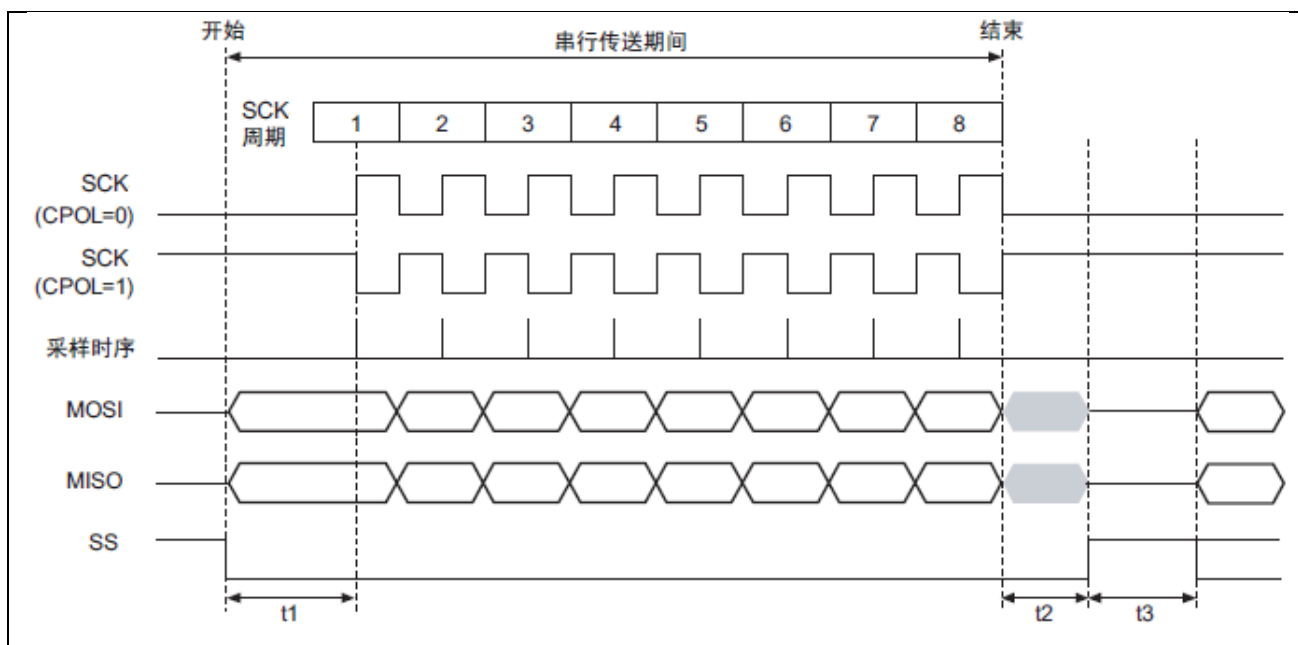 开始
结束
串行传送期间
SCK
周期
1 2 3 4 5 6 7 8
SCK
(CPOL=0)
SCK
(CPOL=1)
采样时序
MOSI
MISO
SS
t1 t2 t3